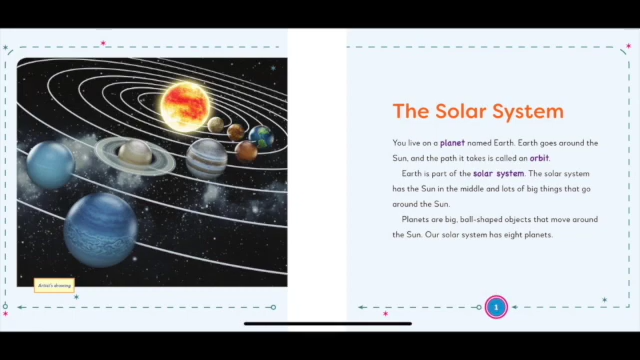 The Solar System
You live on a planet named Earth. Earth goes around the
Sun, and the path it takes is called an orbit.
Earth is part of the solar system. The solar system
has the Sun in the middle and lots of big things that go
around the Sun.
Planets are big, ball-shaped objects that move around
the Sun. Our solar system has eight planets.
Artist's drawing
1